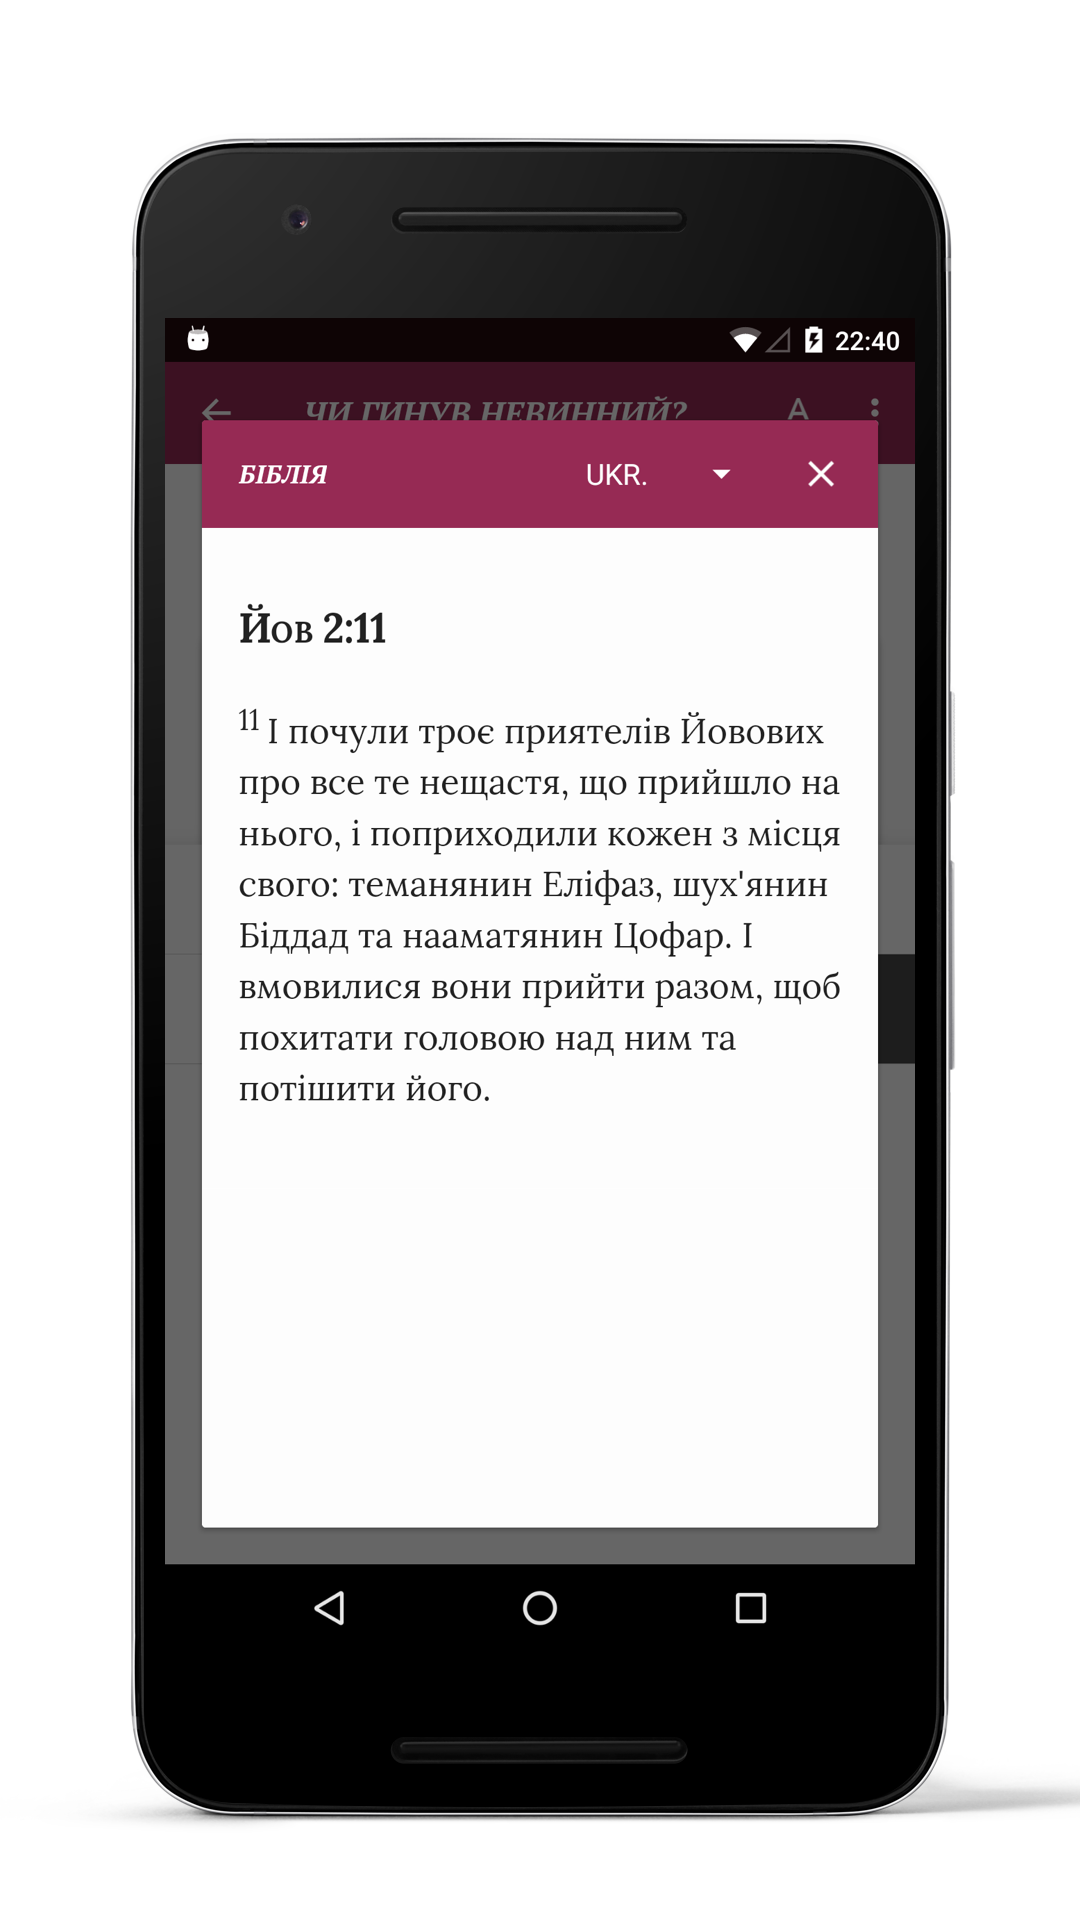 22:40
ЧИ ГИНУВ НЕВИННИЙ?
A
БІБЛІЯ
UKR.
Йов 2:11
11 І почули троє приятелів Йовових
про все те нещастя, що прийшло на
нього, і поприходили кожен з місця
свого: теманянин Еліфаз, шух'янин
Біддад та нааматянин Цофар. І
вмовилися вони прийти разом, щоб
похитати головою над ним та
потішити його.